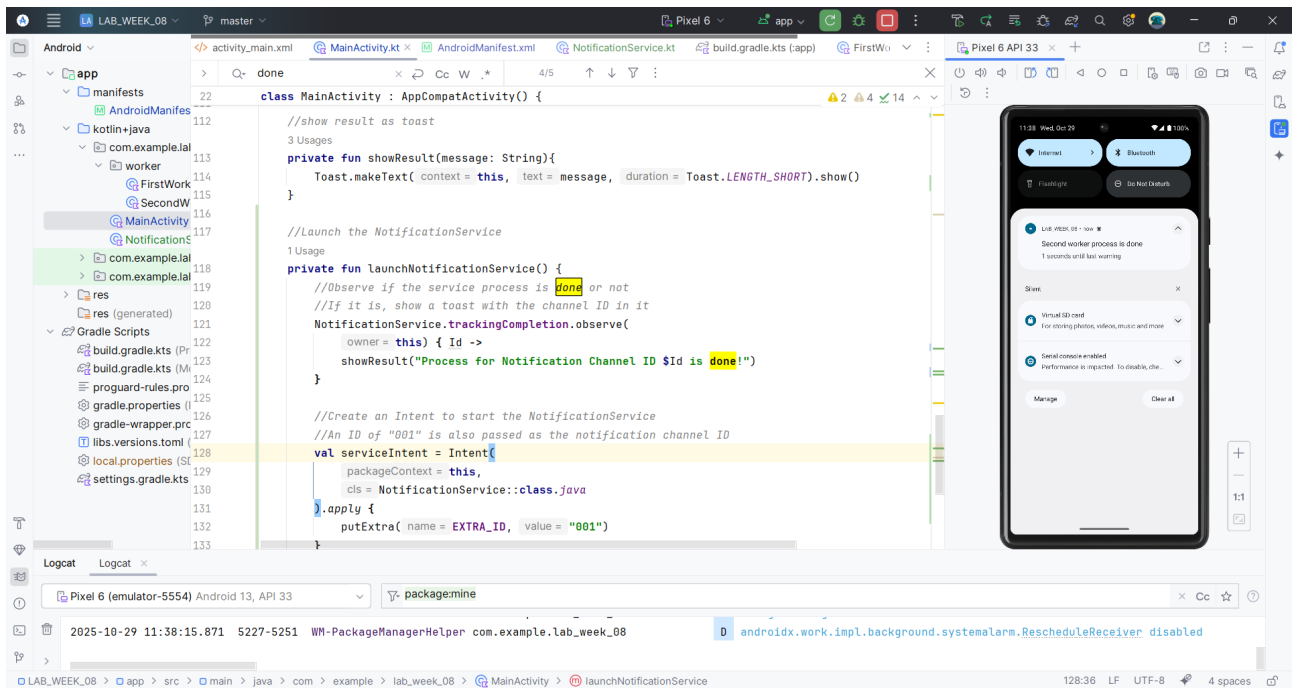 LAB_WEEK_08 master Pixel 6 app
Android
activity_main.xml MainActivity.kt AndroidManifest.xml NotificationService.kt build.gradle.kts (:app) FirstWo Pixel 6 API 33
app
manifests
AndroidManifes
kotlin+java
com.example.lal
worker
FirstWork
SecondW
MainActivity
NotificationS
com.example.lal
com.example.lal
res
res (generated)
Gradle Scripts
build.gradle.kts (Pr
build.gradle.kts (M
proguard-rules.pro
gradle.properties (
gradle-wrapper.prc
libs.versions.toml (
local.properties (SD
settings.gradle.kts
done Cc W .* 4/5
22 class MainActivity : AppCompatActivity() { 2 4 14
112 //show result as toast
3 Usages
113 private fun showResult(message: String){
114 Toast.makeText( context = this, text = message, duration = Toast.LENGTH_SHORT).show()
115 }
116
117 //Launch the NotificationService
1 Usage
118 private fun launchNotificationService() {
119 //Observe if the service process is done or not
120 //If it is, show a toast with the channel ID in it
121 NotificationService.trackingCompletion.observe(
122 owner = this) { Id ->
123 showResult("Process for Notification Channel ID $Id is done!")
124 }
125
126 //Create an Intent to start the NotificationService
127 //An ID of "001" is also passed as the notification channel ID
128 val serviceIntent = Intent(
129 packageContext = this,
130 cls = NotificationService::class.java
131 ).apply {
132 putExtra( name = EXTRA_ID, value = "001")
133 }
11:38 Wed, Oct 29 100%
Internet Bluetooth
Flashlight Do Not Disturb
LAB_WEEK_08 • now
Second worker process is done
1 seconds until last warning
Silent
Virtual SD card
For storing photos, videos, music and more
Serial console enabled
Performance is impacted. To disable, che...
Manage Clear all
1:1
Logcat Logcat
Pixel 6 (emulator-5554) Android 13, API 33 package:mine Cc
2025-10-29 11:38:15.871 5227-5251 WM-PackageManagerHelper com.example.lab_week_08 D androidx.work.impl.background.systemalarm.RescheduleReceiver disabled
LAB_WEEK_08 > app > src > main > java > com > example > lab_week_08 > MainActivity > launchNotificationService 128:36 LF UTF-8 4 spaces